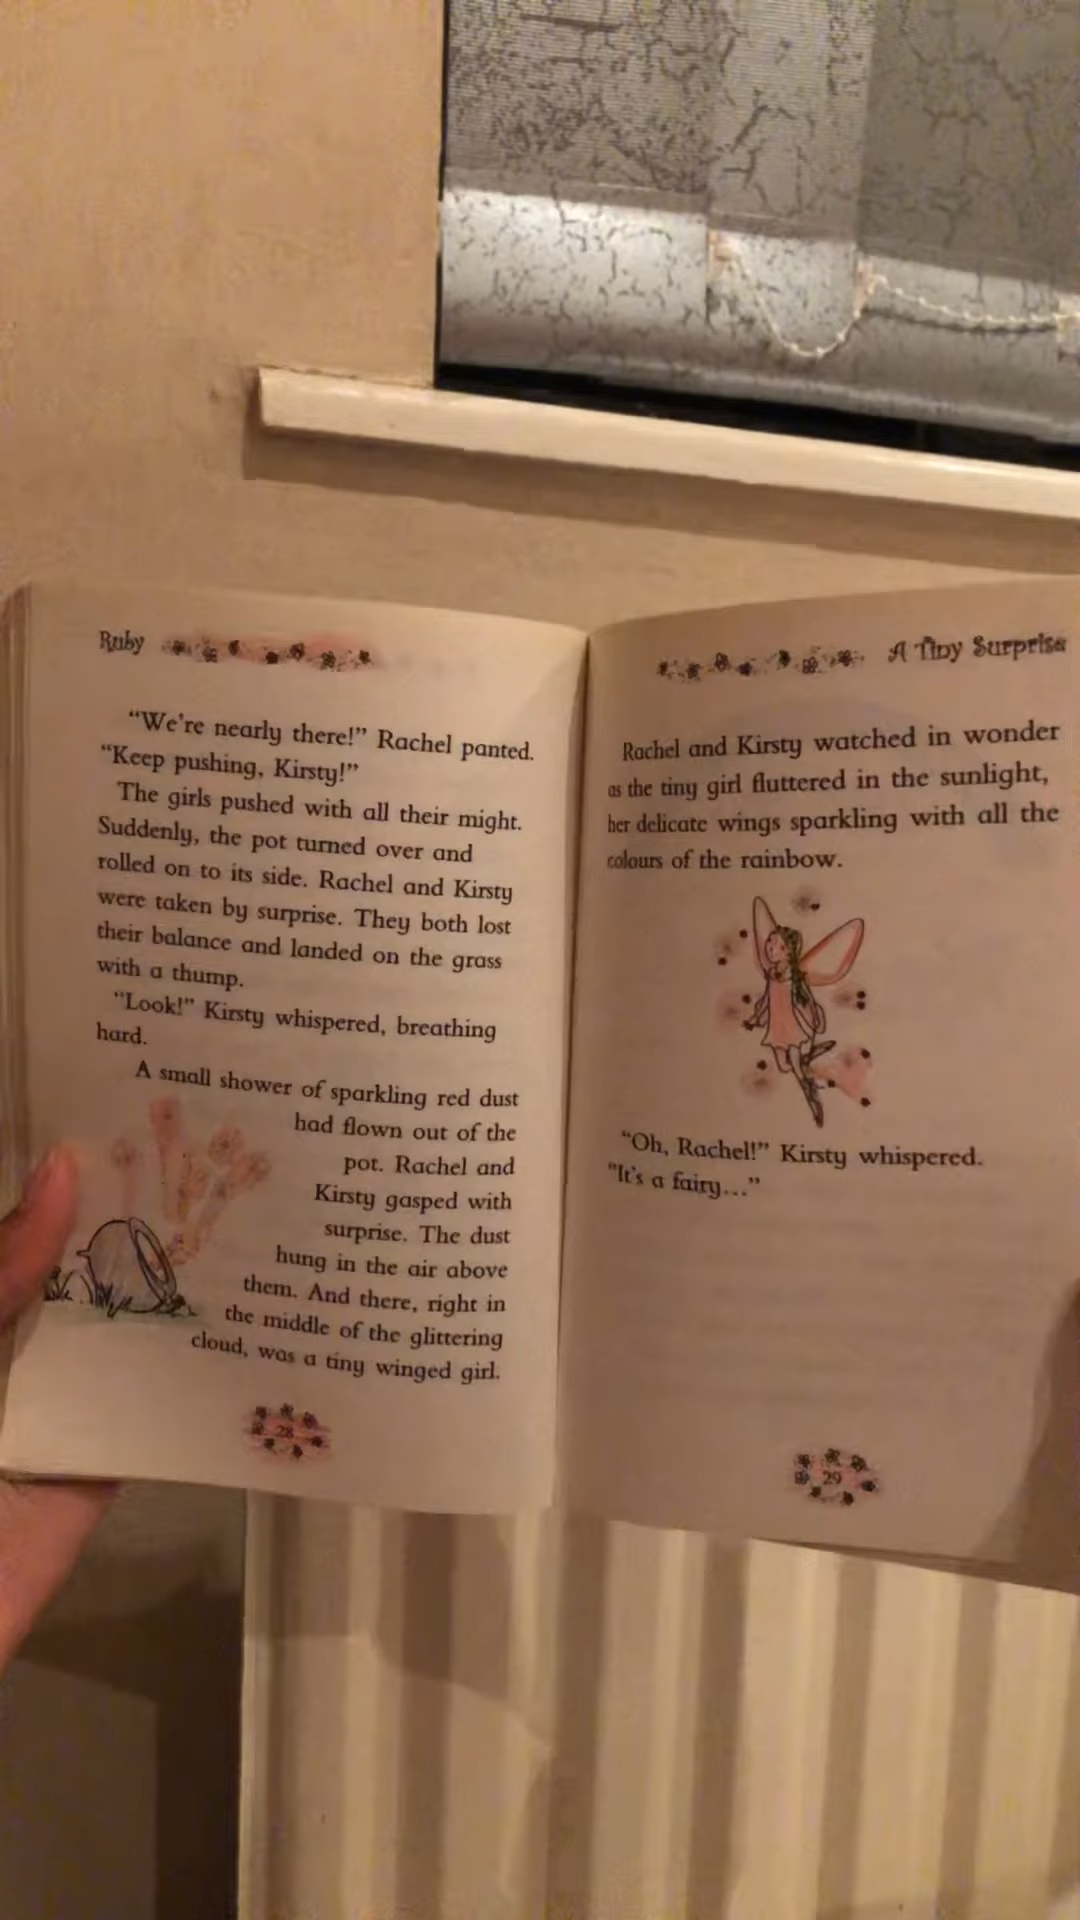 Ruby
“We’re nearly there!” Rachel panted.
“Keep pushing, Kirsty!”
The girls pushed with all their might.
Suddenly, the pot turned over and
rolled on to its side. Rachel and Kirsty
were taken by surprise. They both lost
their balance and landed on the grass
with a thump.
“Look!” Kirsty whispered, breathing
hard.
A small shower of sparkling red dust
had flown out of the
pot. Rachel and
Kirsty gasped with
surprise. The dust
hung in the air above
them. And there, right in
the middle of the glittering
cloud, was a tiny winged girl.
28
A Tiny Surprise
Rachel and Kirsty watched in wonder
as the tiny girl fluttered in the sunlight,
her delicate wings sparkling with all the
colours of the rainbow.
“Oh, Rachel!” Kirsty whispered.
“It’s a fairy...”
29